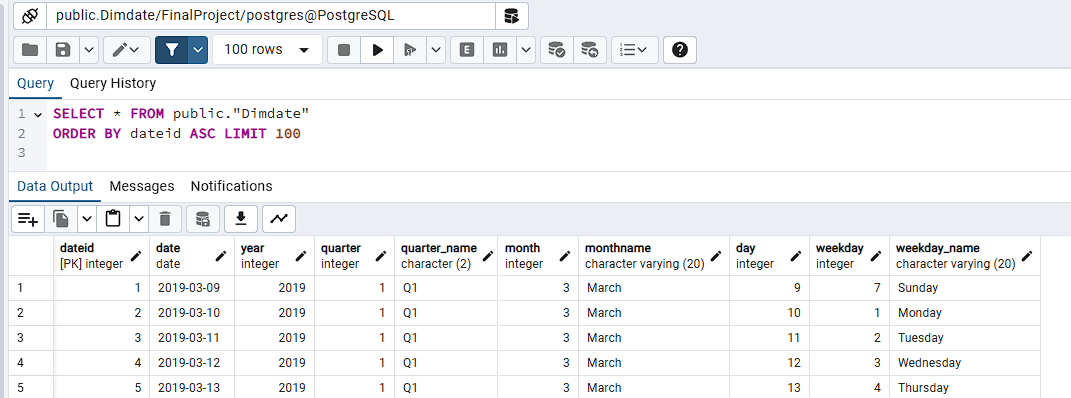 public.Dimdate/FinalProject/postgres@PostgreSQL
100 rows
Query Query History
1 SELECT * FROM public."Dimdate"
2 ORDER BY dateid ASC LIMIT 100
3
Data Output Messages Notifications
dateid date year quarter quarter_name month monthname day weekday weekday_name
[PK] integer date integer integer character (2) integer character varying (20) integer integer character varying (20)
1 1 2019-03-09 2019 1 Q1 3 March 9 7 Sunday
2 2 2019-03-10 2019 1 Q1 3 March 10 1 Monday
3 3 2019-03-11 2019 1 Q1 3 March 11 2 Tuesday
4 4 2019-03-12 2019 1 Q1 3 March 12 3 Wednesday
5 5 2019-03-13 2019 1 Q1 3 March 13 4 Thursday